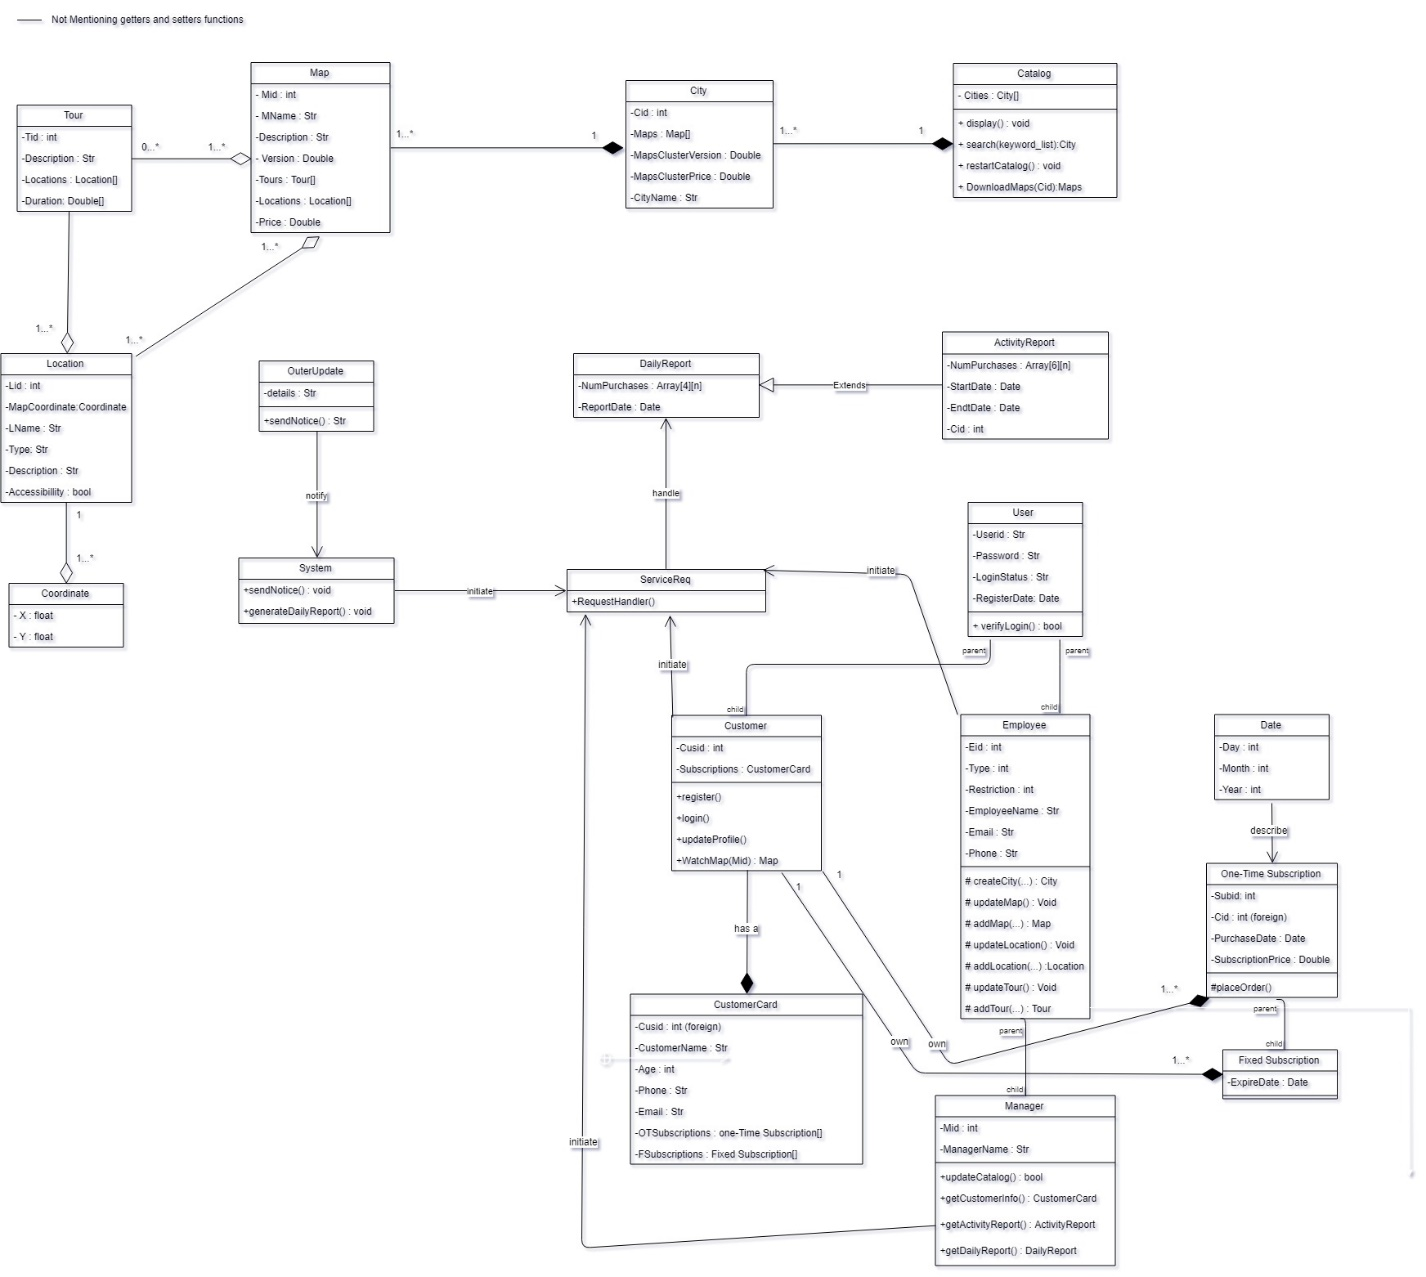 Not Mentioning getters and setters functions
Map
- Mid : int
- MName : Str
-Description : Str
- Version : Double
-Tours : Tour[]
-Locations : Location[]
-Price : Double
City
-Cid : int
-Maps : Map[]
-MapsClusterVersion : Double
-MapsClusterPrice : Double
-CityName : Str
Catalog
- Cities : City[]
+ display() : void
+ search(keyword_list):City
+ restartCatalog() : void
+ DownloadMaps(Cid):Maps
Tour
-Tid : int
-Description : Str
-Locations : Location[]
-Duration: Double[]
0...*
1...*
1...*
1
1...*
1
1...*
1...*
1...*
Location
-Lid : int
-MapCoordinate:Coordinate
-LName : Str
-Type: Str
-Description : Str
-Accessibillity : bool
1
1...*
Coordinate
- X : float
- Y : float
OuterUpdate
-details : Str
+sendNotice() : Str
notify
System
+sendNotice() : void
+generateDailyReport() : void
initiate
DailyReport
-NumPurchases : Array[4][n]
-ReportDate : Date
Extends
ActivityReport
-NumPurchases : Array[6][n]
-StartDate : Date
-EndtDate : Date
-Cid : int
handle
ServiceReq
+RequestHandler()
initiate
User
-Userid : Str
-Password : Str
-LoginStatus : Str
-RegisterDate: Date
+ verifyLogin() : bool
parent
parent
initiate
child
child
Customer
-Cusid : int
-Subscriptions : CustomerCard
+register()
+login()
+updateProfile()
+WatchMap(Mid) : Map
Employee
-Eid : int
-Type : int
-Restriction : int
-EmployeeName : Str
-Email : Str
-Phone : Str
# createCity(...) : City
# updateMap() : Void
# addMap(...) : Map
# updateLocation() : Void
# addLocation(...) :Location
# updateTour() : Void
# addTour(...) : Tour
Date
-Day : int
-Month : int
-Year : int
describe
One-Time Subscription
-Subid: int
-Cid : int (foreign)
-PurchaseDate : Date
-SubscriptionPrice : Double
#placeOrder()
1
1
has a
1...*
parent
child
own
own
1...*
Fixed Subscription
-ExpireDate : Date
CustomerCard
-Cusid : int (foreign)
-CustomerName : Str
-Age : int
-Phone : Str
-Email : Str
-OTSubscriptions : one-Time Subscription[]
-FSubscriptions : Fixed Subscription[]
parent
child
initiate
Manager
-Mid : int
-ManagerName : Str
+updateCatalog() : bool
+getCustomerInfo() : CustomerCard
+getActivityReport() : ActivityReport
+getDailyReport() : DailyReport